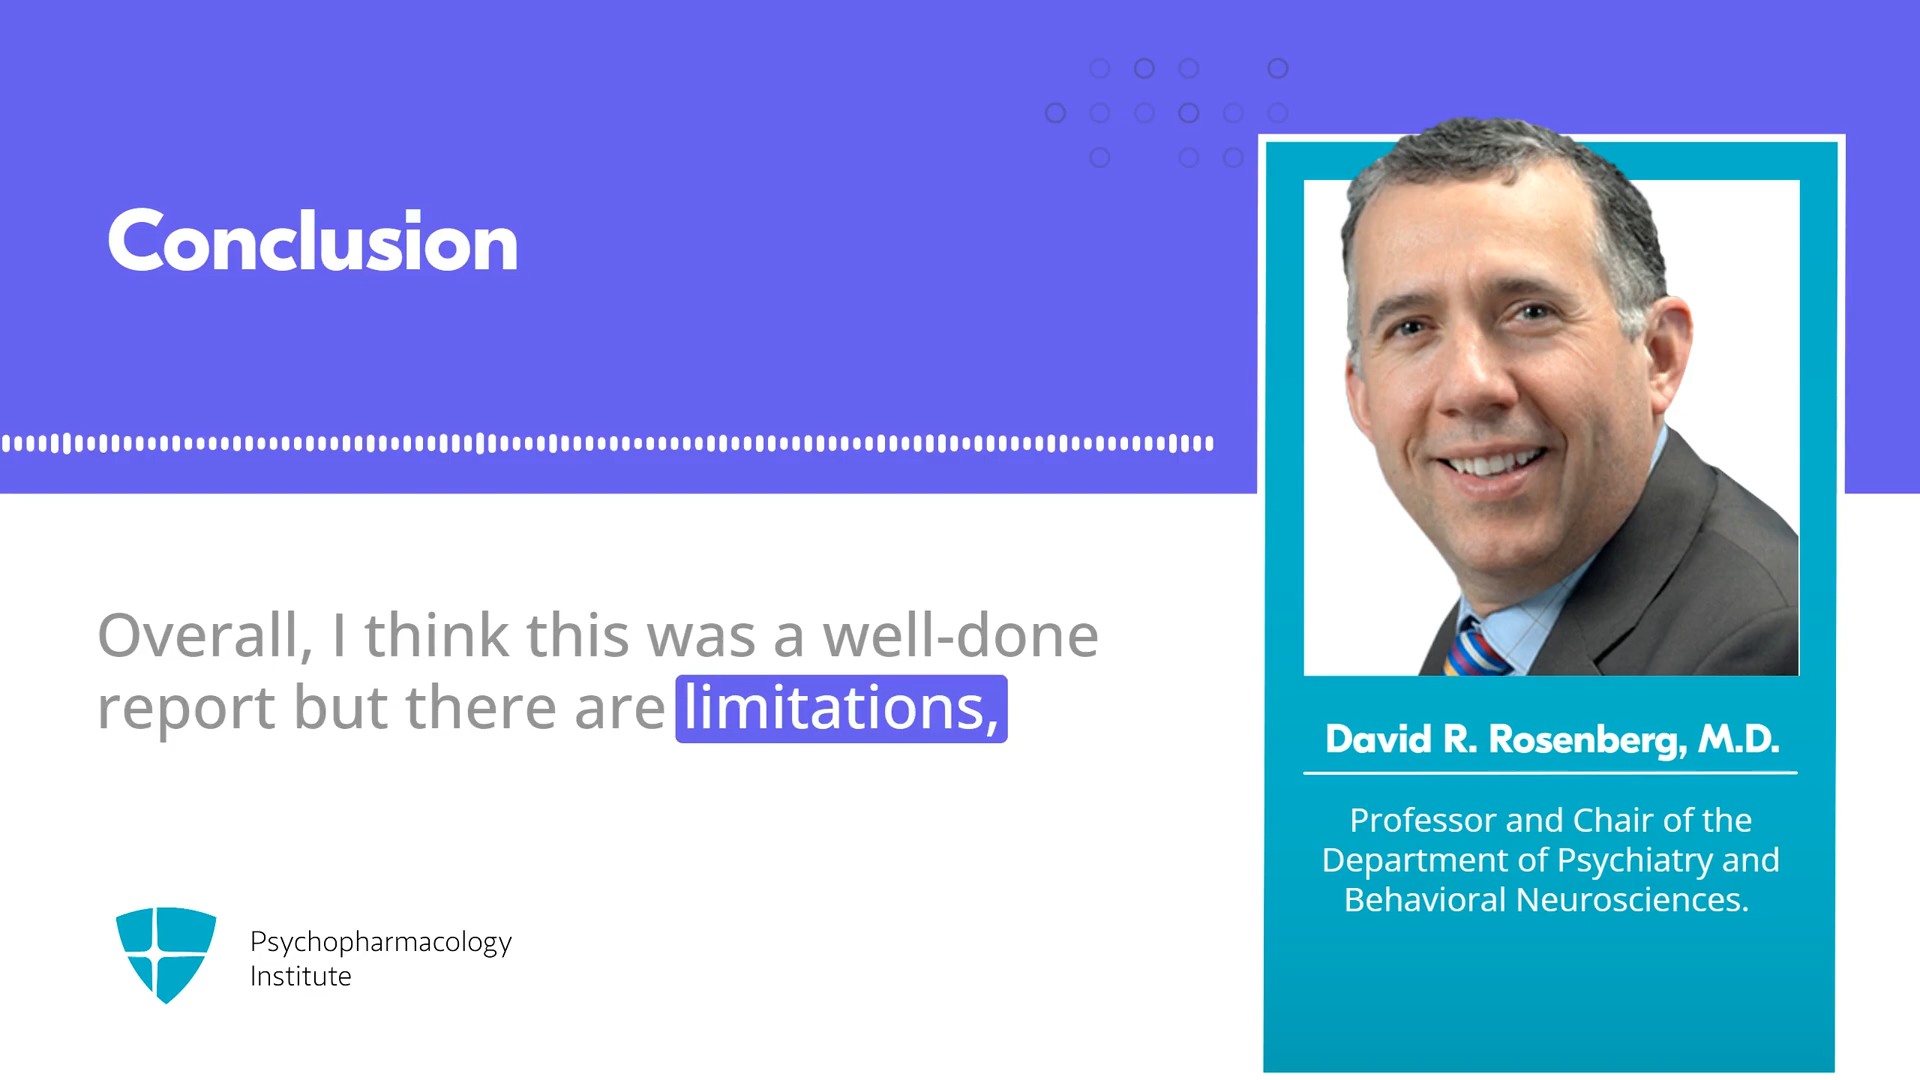 Conclusion
Overall, I think this was a well-done
report but there are limitations,
Psychopharmacology
Institute
David R. Rosenberg, M.D.
Professor and Chair of the
Department of Psychiatry and
Behavioral Neurosciences.